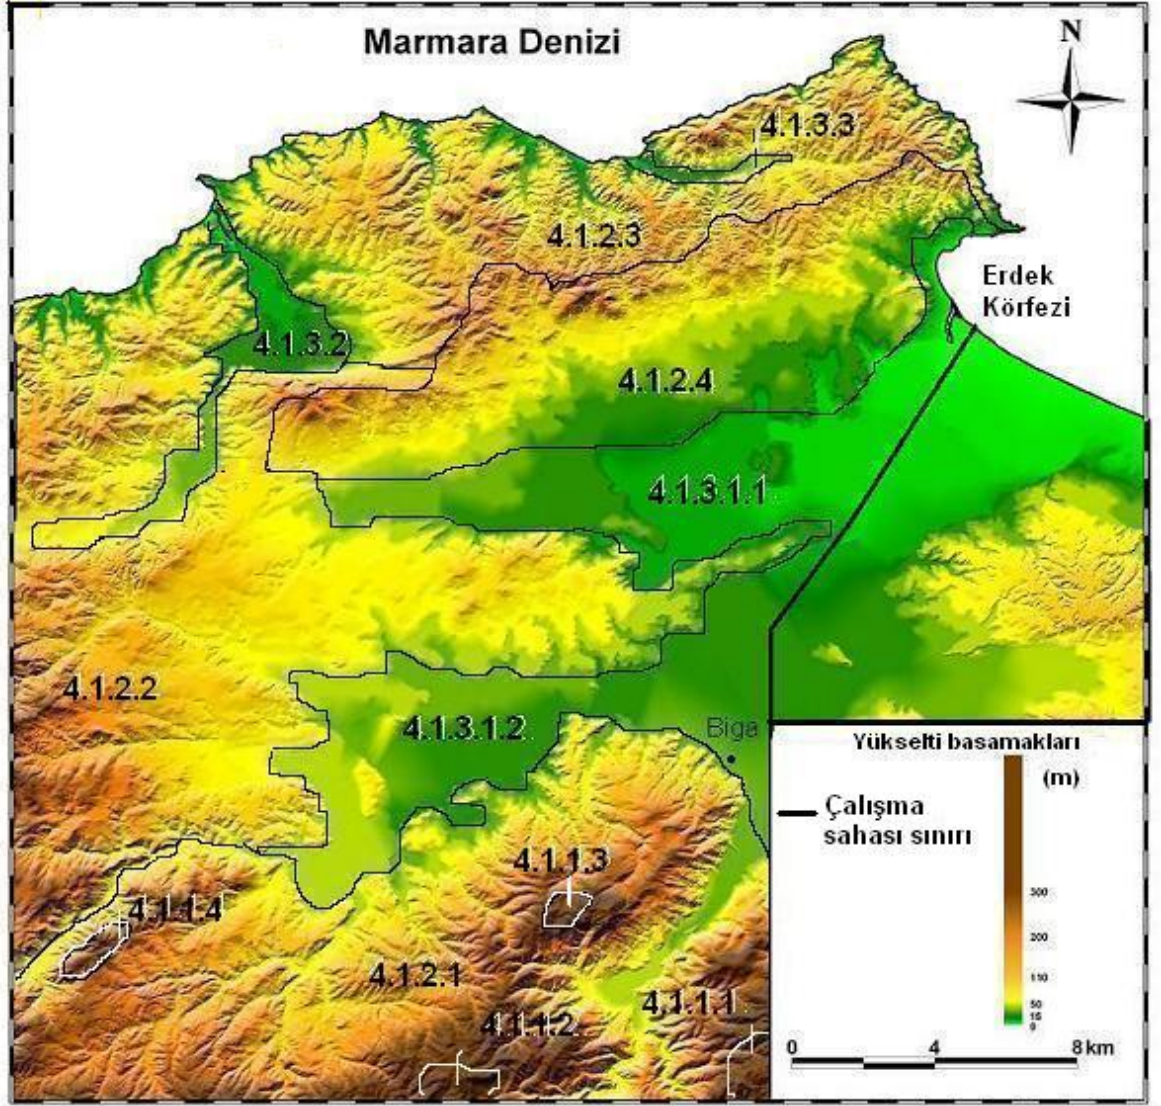 Marmara Denizi
N
4.1.3.3
4.1.2.3
Erdek
Körfezi
4.1.3.2
4.1.2.4
4.1.3.1.1
4.1.2.2
4.1.3.1.2
Biga
Yükselti basamakları
(m)
Çalışma
sahası sınırı
4.1.1.3
300
4.1.1.4
200
4.1.2.1
110
4.1.1.1
50
15
0
4.1.1.2
0 4 8 km